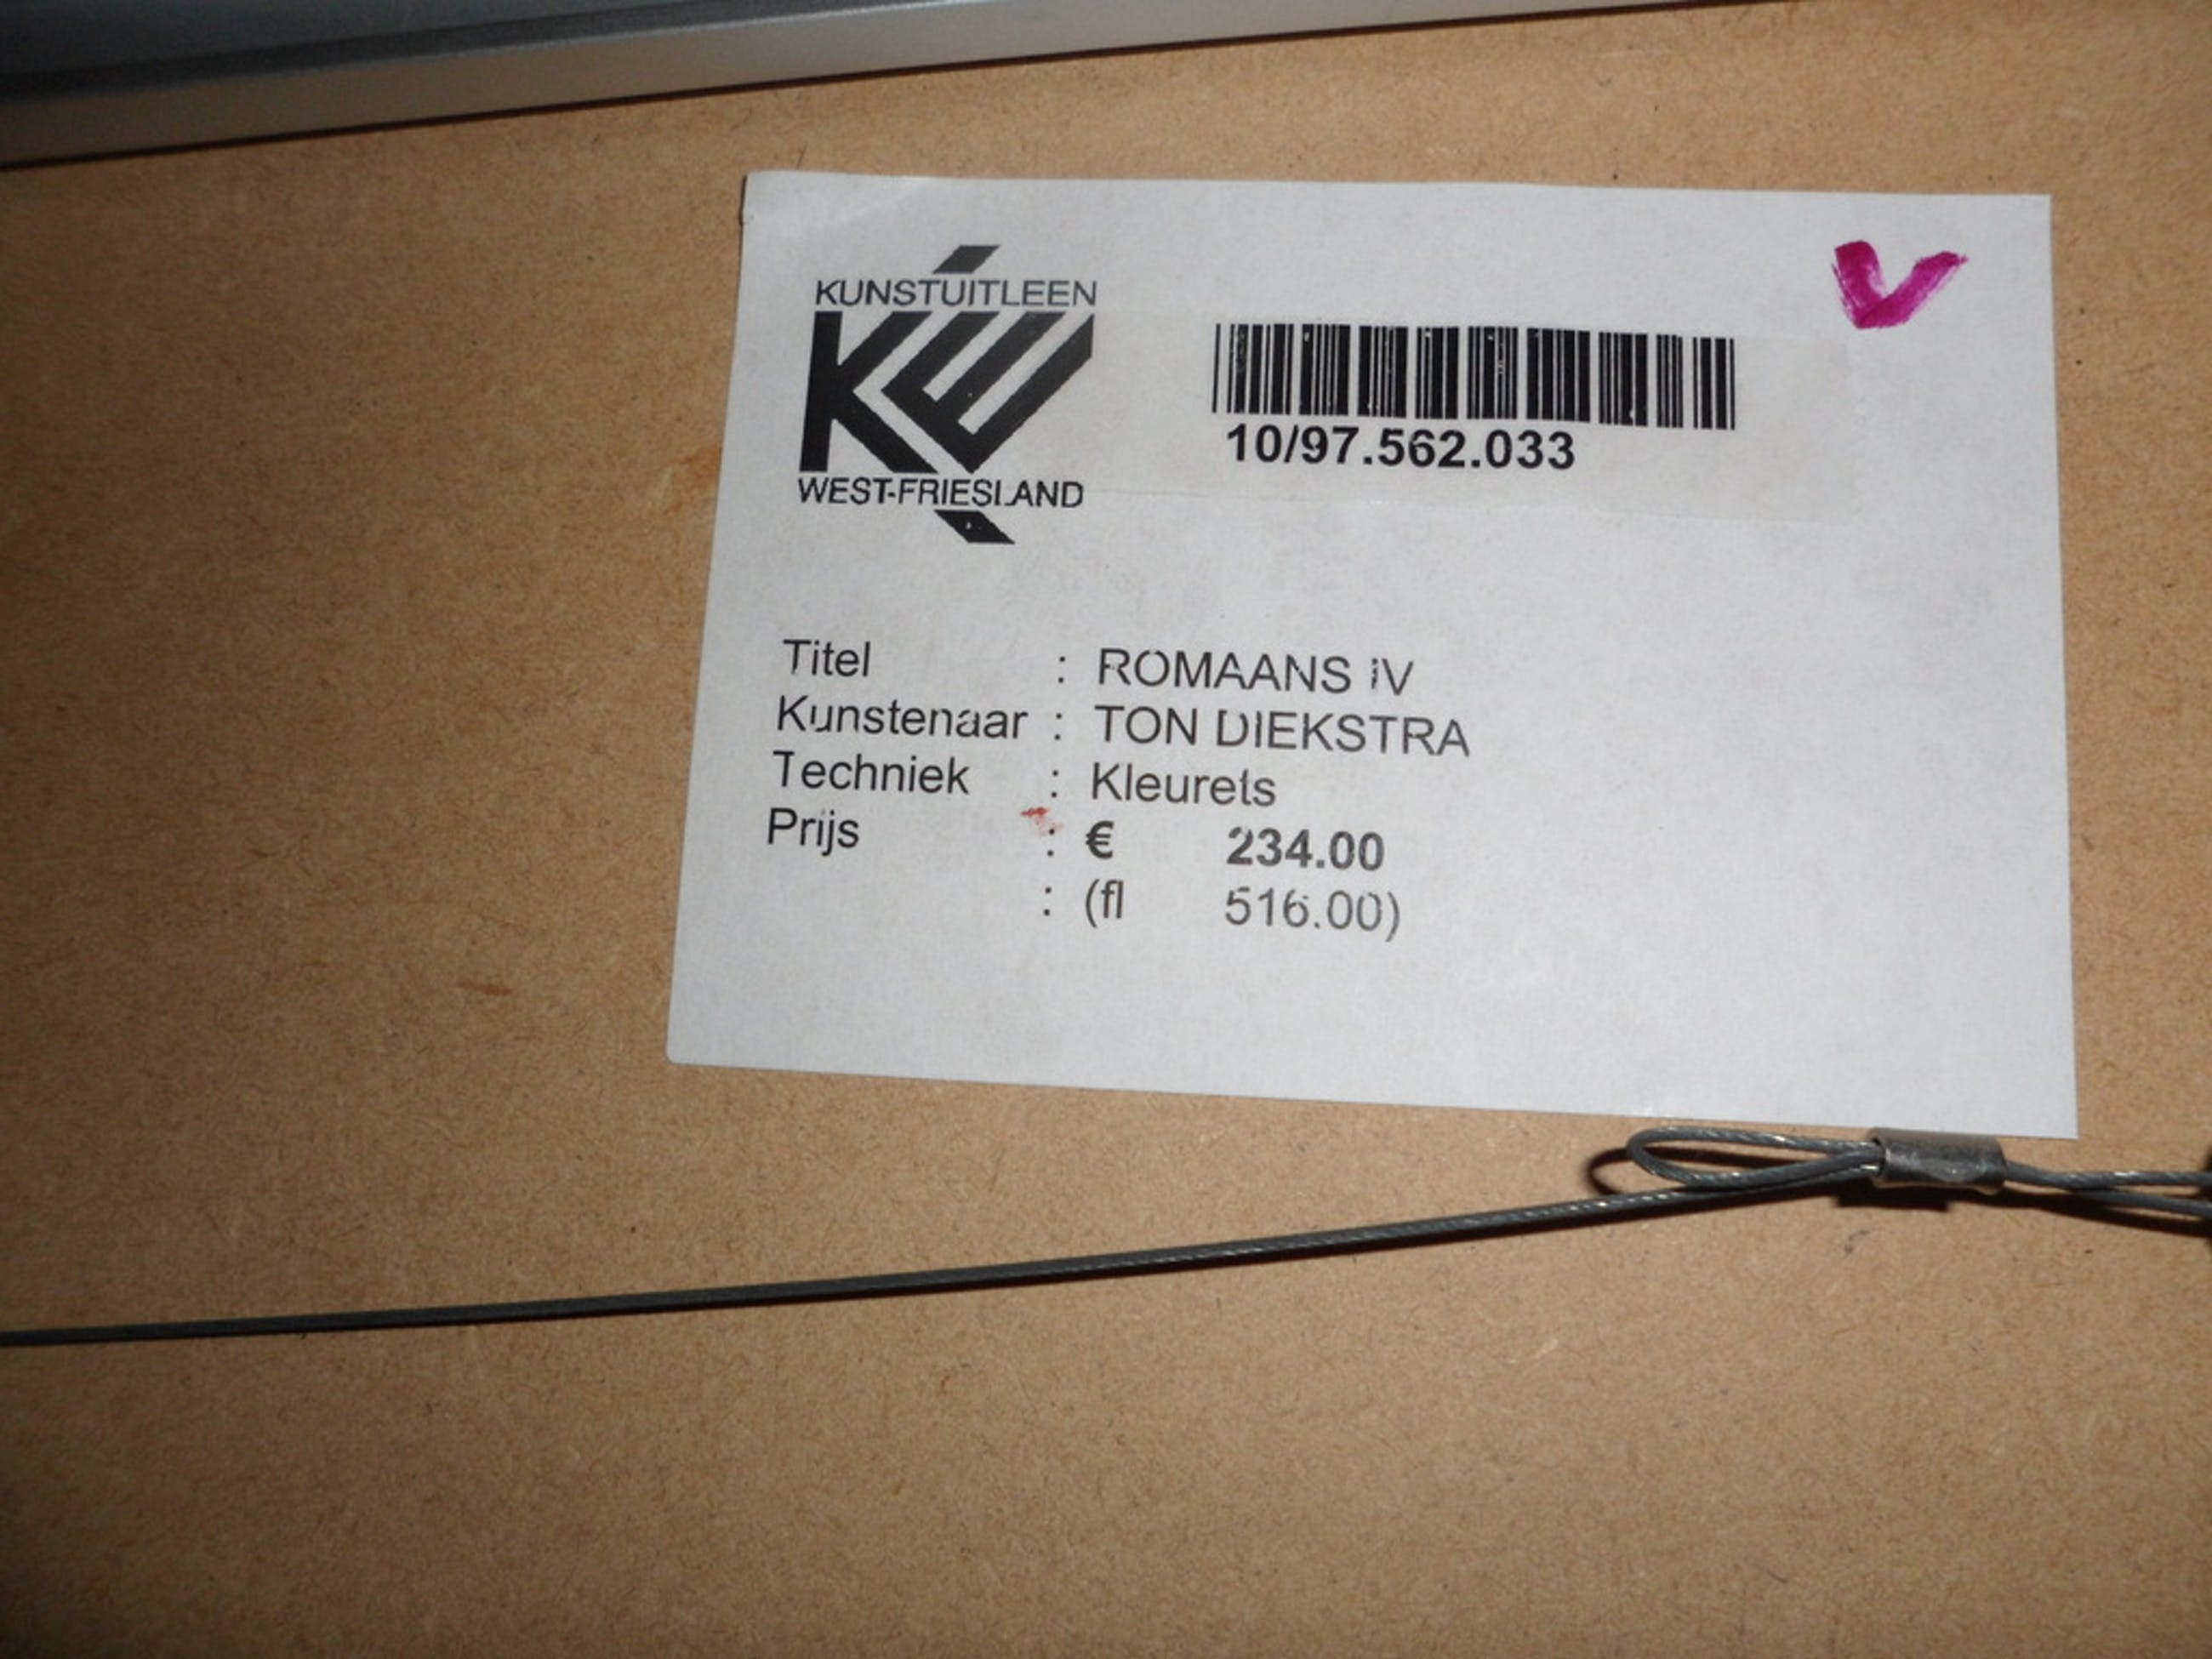 KUNSTUITLEEN
KW
WEST-FRIESLAND
10/97.562.033
Titel : ROMAANS IV
Kunstenaar : TON DIEKSTRA
Techniek : Kleurets
Prijs : € 234.00
: (fl 516.00)